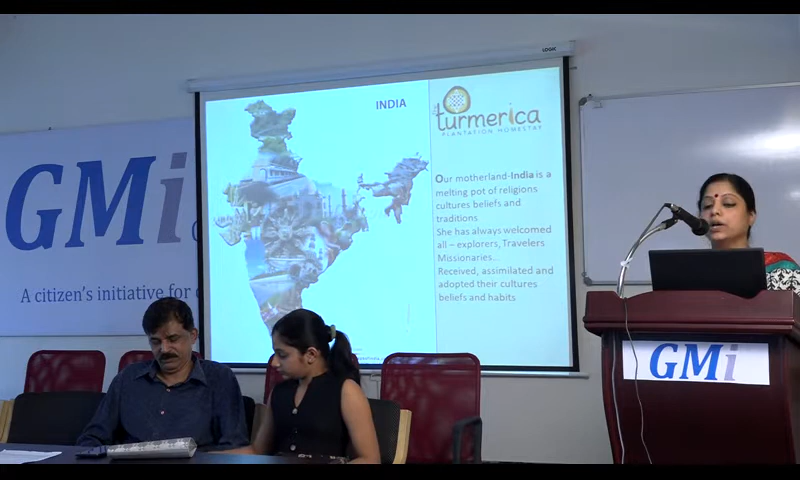 LOGIC
INDIA
turmerica
PLANTATION HOMESTAY
Our motherland-India is a
melting pot of religions
cultures beliefs and
traditions
She has always welcomed
all – explorers, Travelers
Missionaries..
Received, assimilated and
adopted their cultures
beliefs and habits
GMi
A citizen's initiative for
GMi